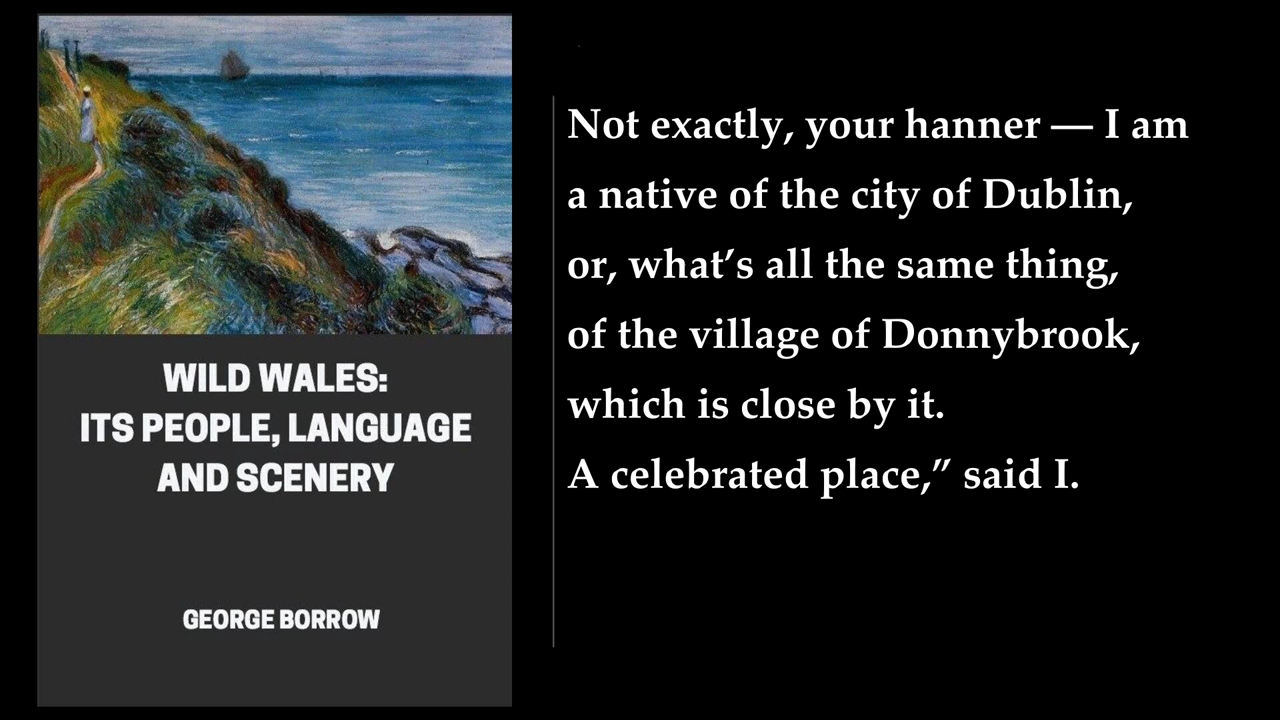 WILD WALES:
ITS PEOPLE, LANGUAGE
AND SCENERY
GEORGE BORROW
Not exactly, your hanner — I am
a native of the city of Dublin,
or, what’s all the same thing,
of the village of Donnybrook,
which is close by it.
A celebrated place,” said I.